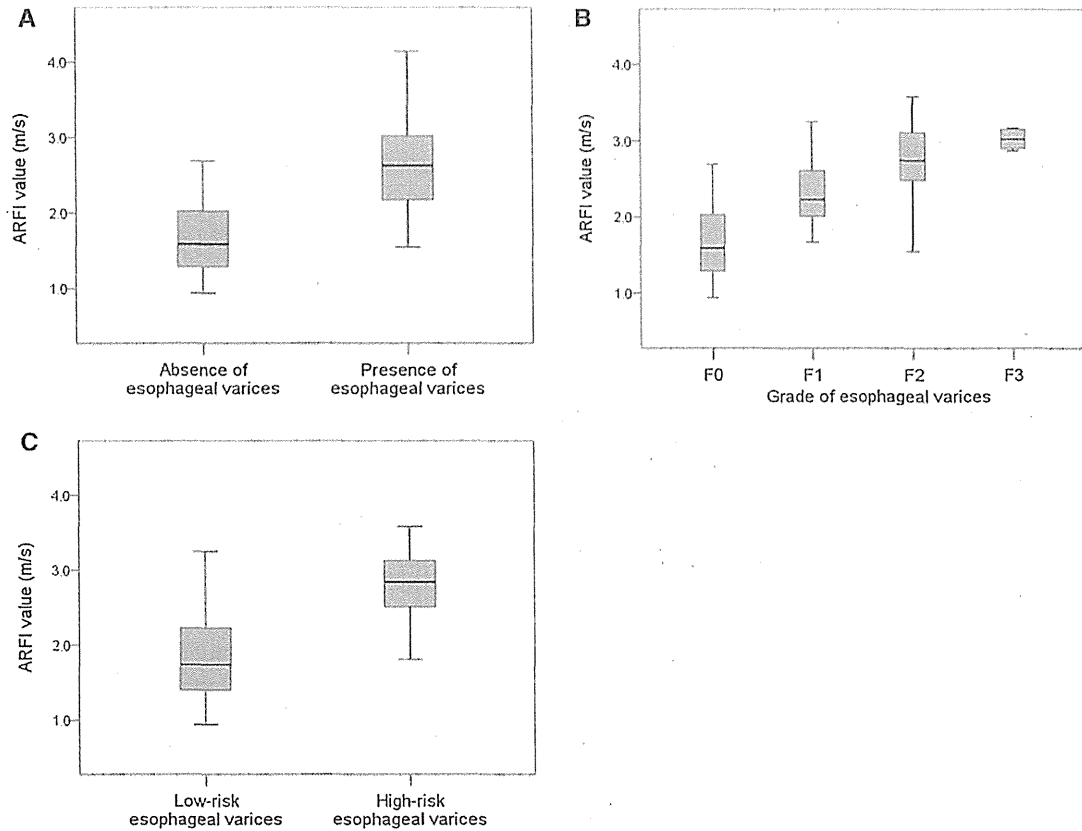 A
ARFI value (m/s)
4.0
3.0
2.0
1.0
Absence of
esophageal varices
Presence of
esophageal varices
B
ARFI value (m/s)
4.0
3.0
2.0
1.0
F0
F1
F2
F3
Grade of esophageal varices
C
ARFI value (m/s)
4.0
3.0
2.0
1.0
Low-risk
esophageal varices
High-risk
esophageal varices